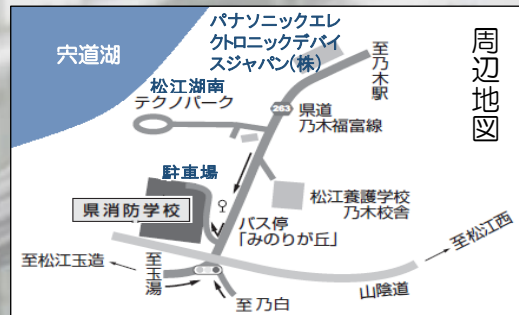 周辺地図
宍道湖
パナソニックエレ
クトロニックデバイ
スジャパン(株)
至乃木駅
松江湖南
テクノパーク
263
県道
乃木福富線
駐車場
松江養護学校
乃木校舎
県消防学校
バス停
「みのりが丘」
至松江西
至松江玉造
至玉湯
山陰道
至乃白